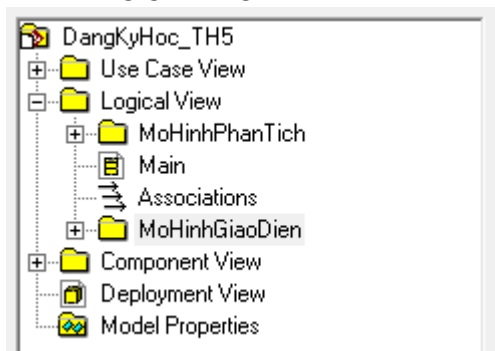 DangKyHoc_TH5
Use Case View
Logical View
MoHinhPhanTich
Main
Associations
MoHinhGiaoDien
Component View
Deployment View
Model Properties